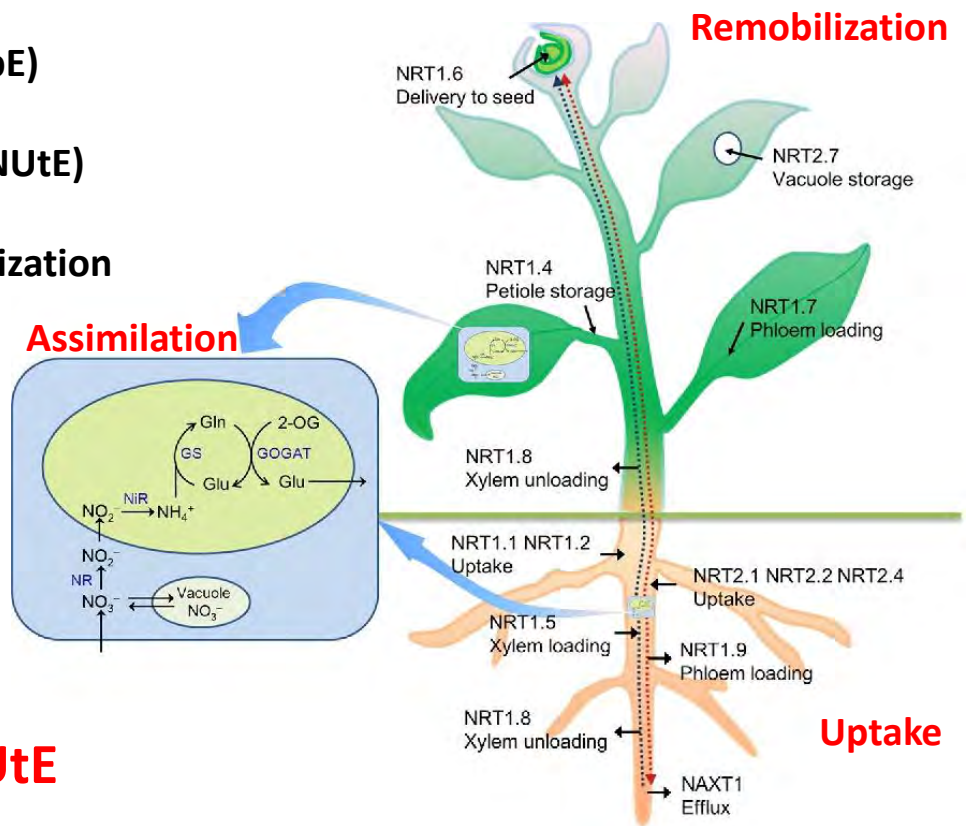 Remobilization
ƿE)
NUtE)
ization
NRT1.6
Delivery to seed
NRT2.7
Vacuole storage
NRT1.4
Petiole storage
NRT1.7
Phloem loading
Assimilation
Gln
2-OG
GS
GOGAT
Glu
Glu
NiR
NO₂⁻
NH₄⁺
NO₂⁻
NR
NO₃⁻
Vacuole
NO₃⁻
NRT1.8
Xylem unloading
NRT1.1 NRT1.2
Uptake
NRT2.1 NRT2.2 NRT2.4
Uptake
NRT1.5
Xylem loading
NRT1.9
Phloem loading
NRT1.8
Xylem unloading
Uptake
NAXT1
Efflux
UtE